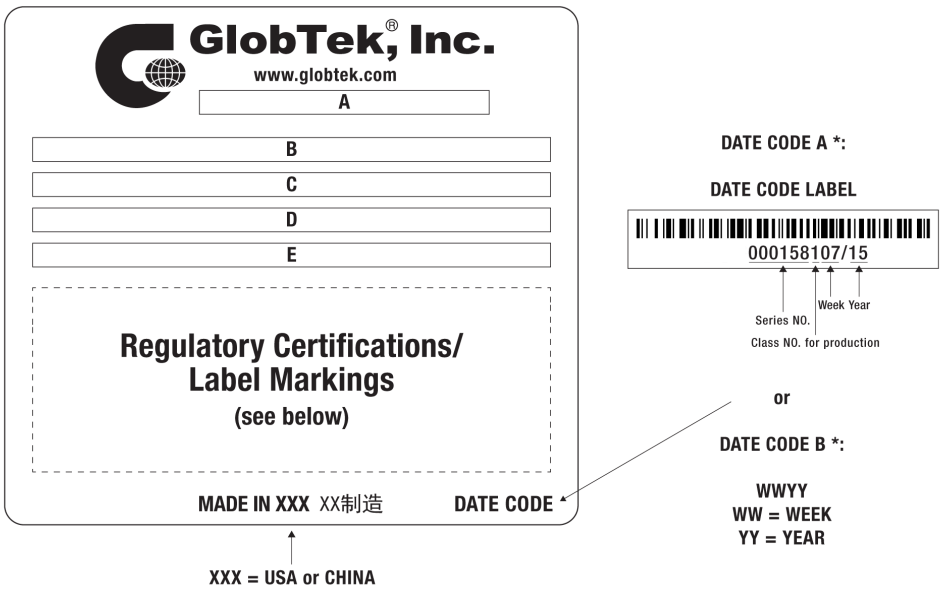 GlobTek,® Inc.
www.globtek.com
A
B
C
D
E
Regulatory Certifications/
Label Markings
(see below)
MADE IN XXX XX制造
DATE CODE
XXX = USA or CHINA
DATE CODE A *:
DATE CODE LABEL
000158107/15
Week Year
Series NO.
Class NO. for production
or
DATE CODE B *:
WWYY
WW = WEEK
YY = YEAR